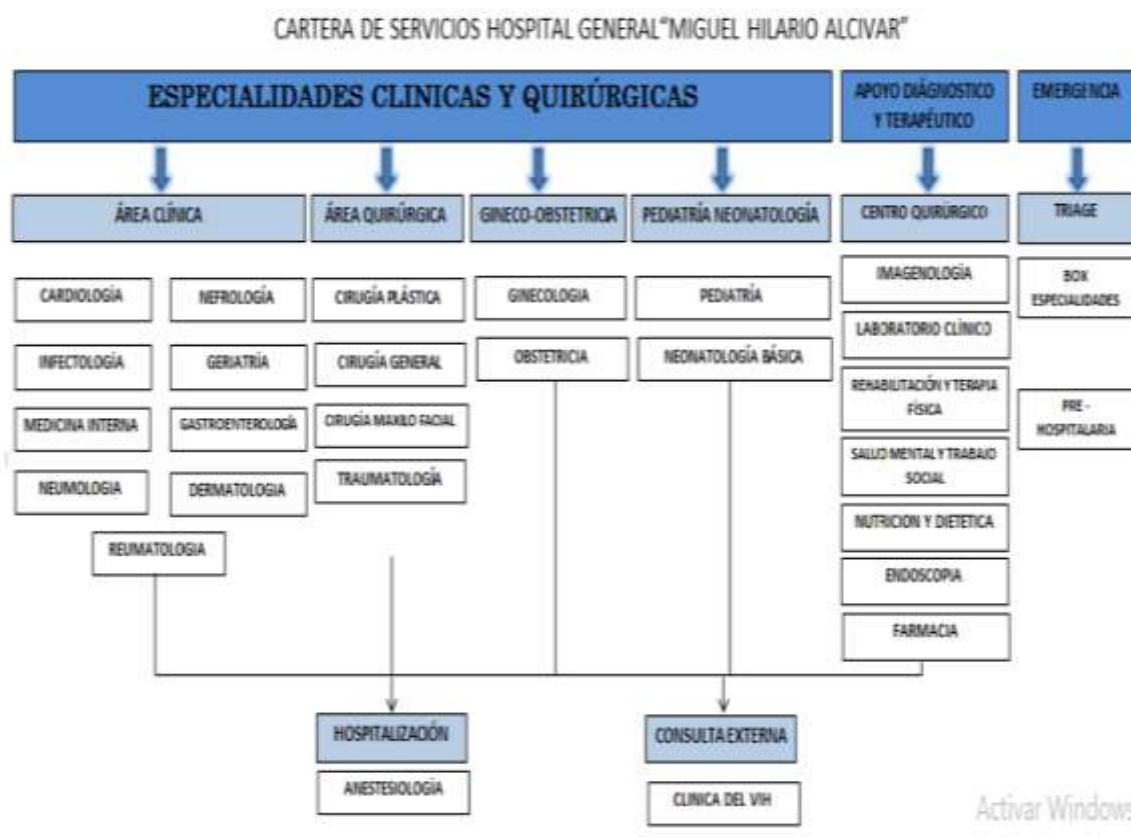 CARTERA DE SERVICIOS HOSPITAL GENERAL"MIGUEL HILARIO ALCIVAR"
ESPECIALIDADES CLINICAS Y QUIRÚRGICAS
APOYO DIÁGNOSTICO
Y TERAPÉUTICO
EMERGENCIA
ÁREA CLÍNICA
ÁREA QUIRÚRGICA
GINECO-OBSTETRICIA
PEDIATRÍA NEONATOLOGÍA
CENTRO QUIRÚRGICO
TRIAGE
CARDIOLOGÍA
NEFROLOGÍA
CIRUGÍA PLÁSTICA
GINECOLOGIA
PEDIATRÍA
IMAGENOLOGÍA
BOX
ESPECIALIDADES
INFECTOLOGÍA
GERIATRÍA
CIRUGÍA GENERAL
OBSTETRICIA
NEONATOLOGÍA BÁSICA
LABORATORIO CLÍNICO
REHABILITACIÓN Y TERAPIA
FÍSICA
MEDICINA INTERNA
GASTROENTEROLOGÍA
CIRUGÍA MAXILO FACIAL
PRE -
HOSPITALARIA
SALUD MENTAL Y TRABAJO
SOCIAL
NEUMOLOGIA
DERMATOLOGIA
TRAUMATOLOGÍA
NUTRICION Y DIETETICA
REUMATOLOGIA
ENDOSCOPIA
FARMACIA
HOSPITALIZACIÓN
CONSULTA EXTERNA
ANESTESIOLOGÍA
CLINICA DEL VIH
Activar Windows